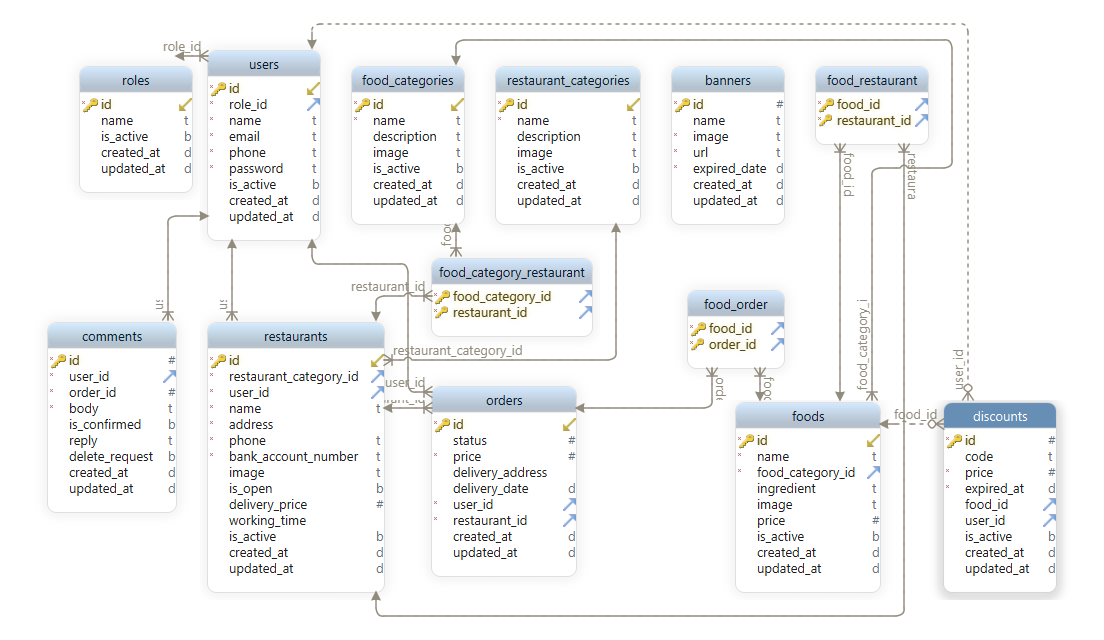 role_id
users
id
role_id
name
email
phone
password
is_active
created_at
updated_at
roles
id
name
is_active
created_at
updated_at
food_categories
id
name
description
image
is_active
created_at
updated_at
restaurant_categories
id
name
description
image
is_active
created_at
updated_at
banners
id
name
image
url
expired_date
created_at
updated_at
food_restaurant
food_id
restaurant_id
food_id
restaura
foo
food_category_restaurant
food_category_id
restaurant_id
restaurant_id
restaurant_category_id
us
us
food_order
food_id
order_id
orde
food
food_category_i
user_id
comments
id
user_id
order_id
body
is_confirmed
reply
delete_request
created_at
updated_at
restaurants
id
restaurant_category_id
user_id
name
address
phone
bank_account_number
image
is_open
delivery_price
working_time
is_active
created_at
updated_at
user_id
orders
id
status
price
delivery_address
delivery_date
user_id
restaurant_id
created_at
updated_at
foods
id
name
food_category_id
ingredient
image
price
is_active
created_at
updated_at
food_id
discounts
id
code
price
expired_at
food_id
user_id
is_active
created_at
updated_at